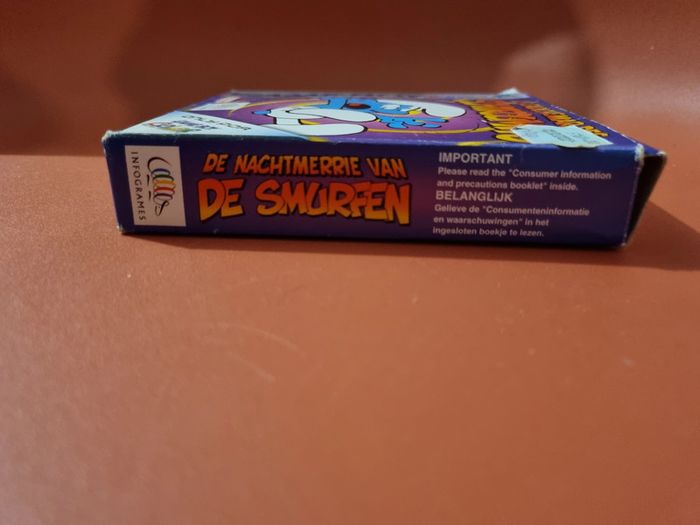 INFOGRAMES
DE NACHTMERRIE VAN
DE SMURFEN
IMPORTANT
Please read the "Consumer information
and precautions booklet" inside.
BELANGLIJK
Gelieve de "Consumenteninformatie
en waarschuwingen" in het
ingesloten boekje te lezen.